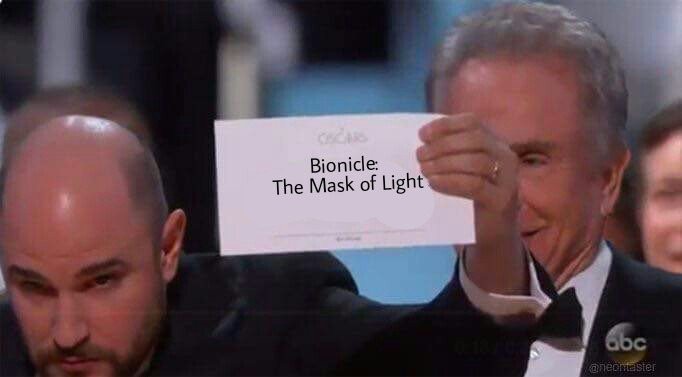 OSCARS
Bionicle:
The Mask of Light
abc
@neontaster